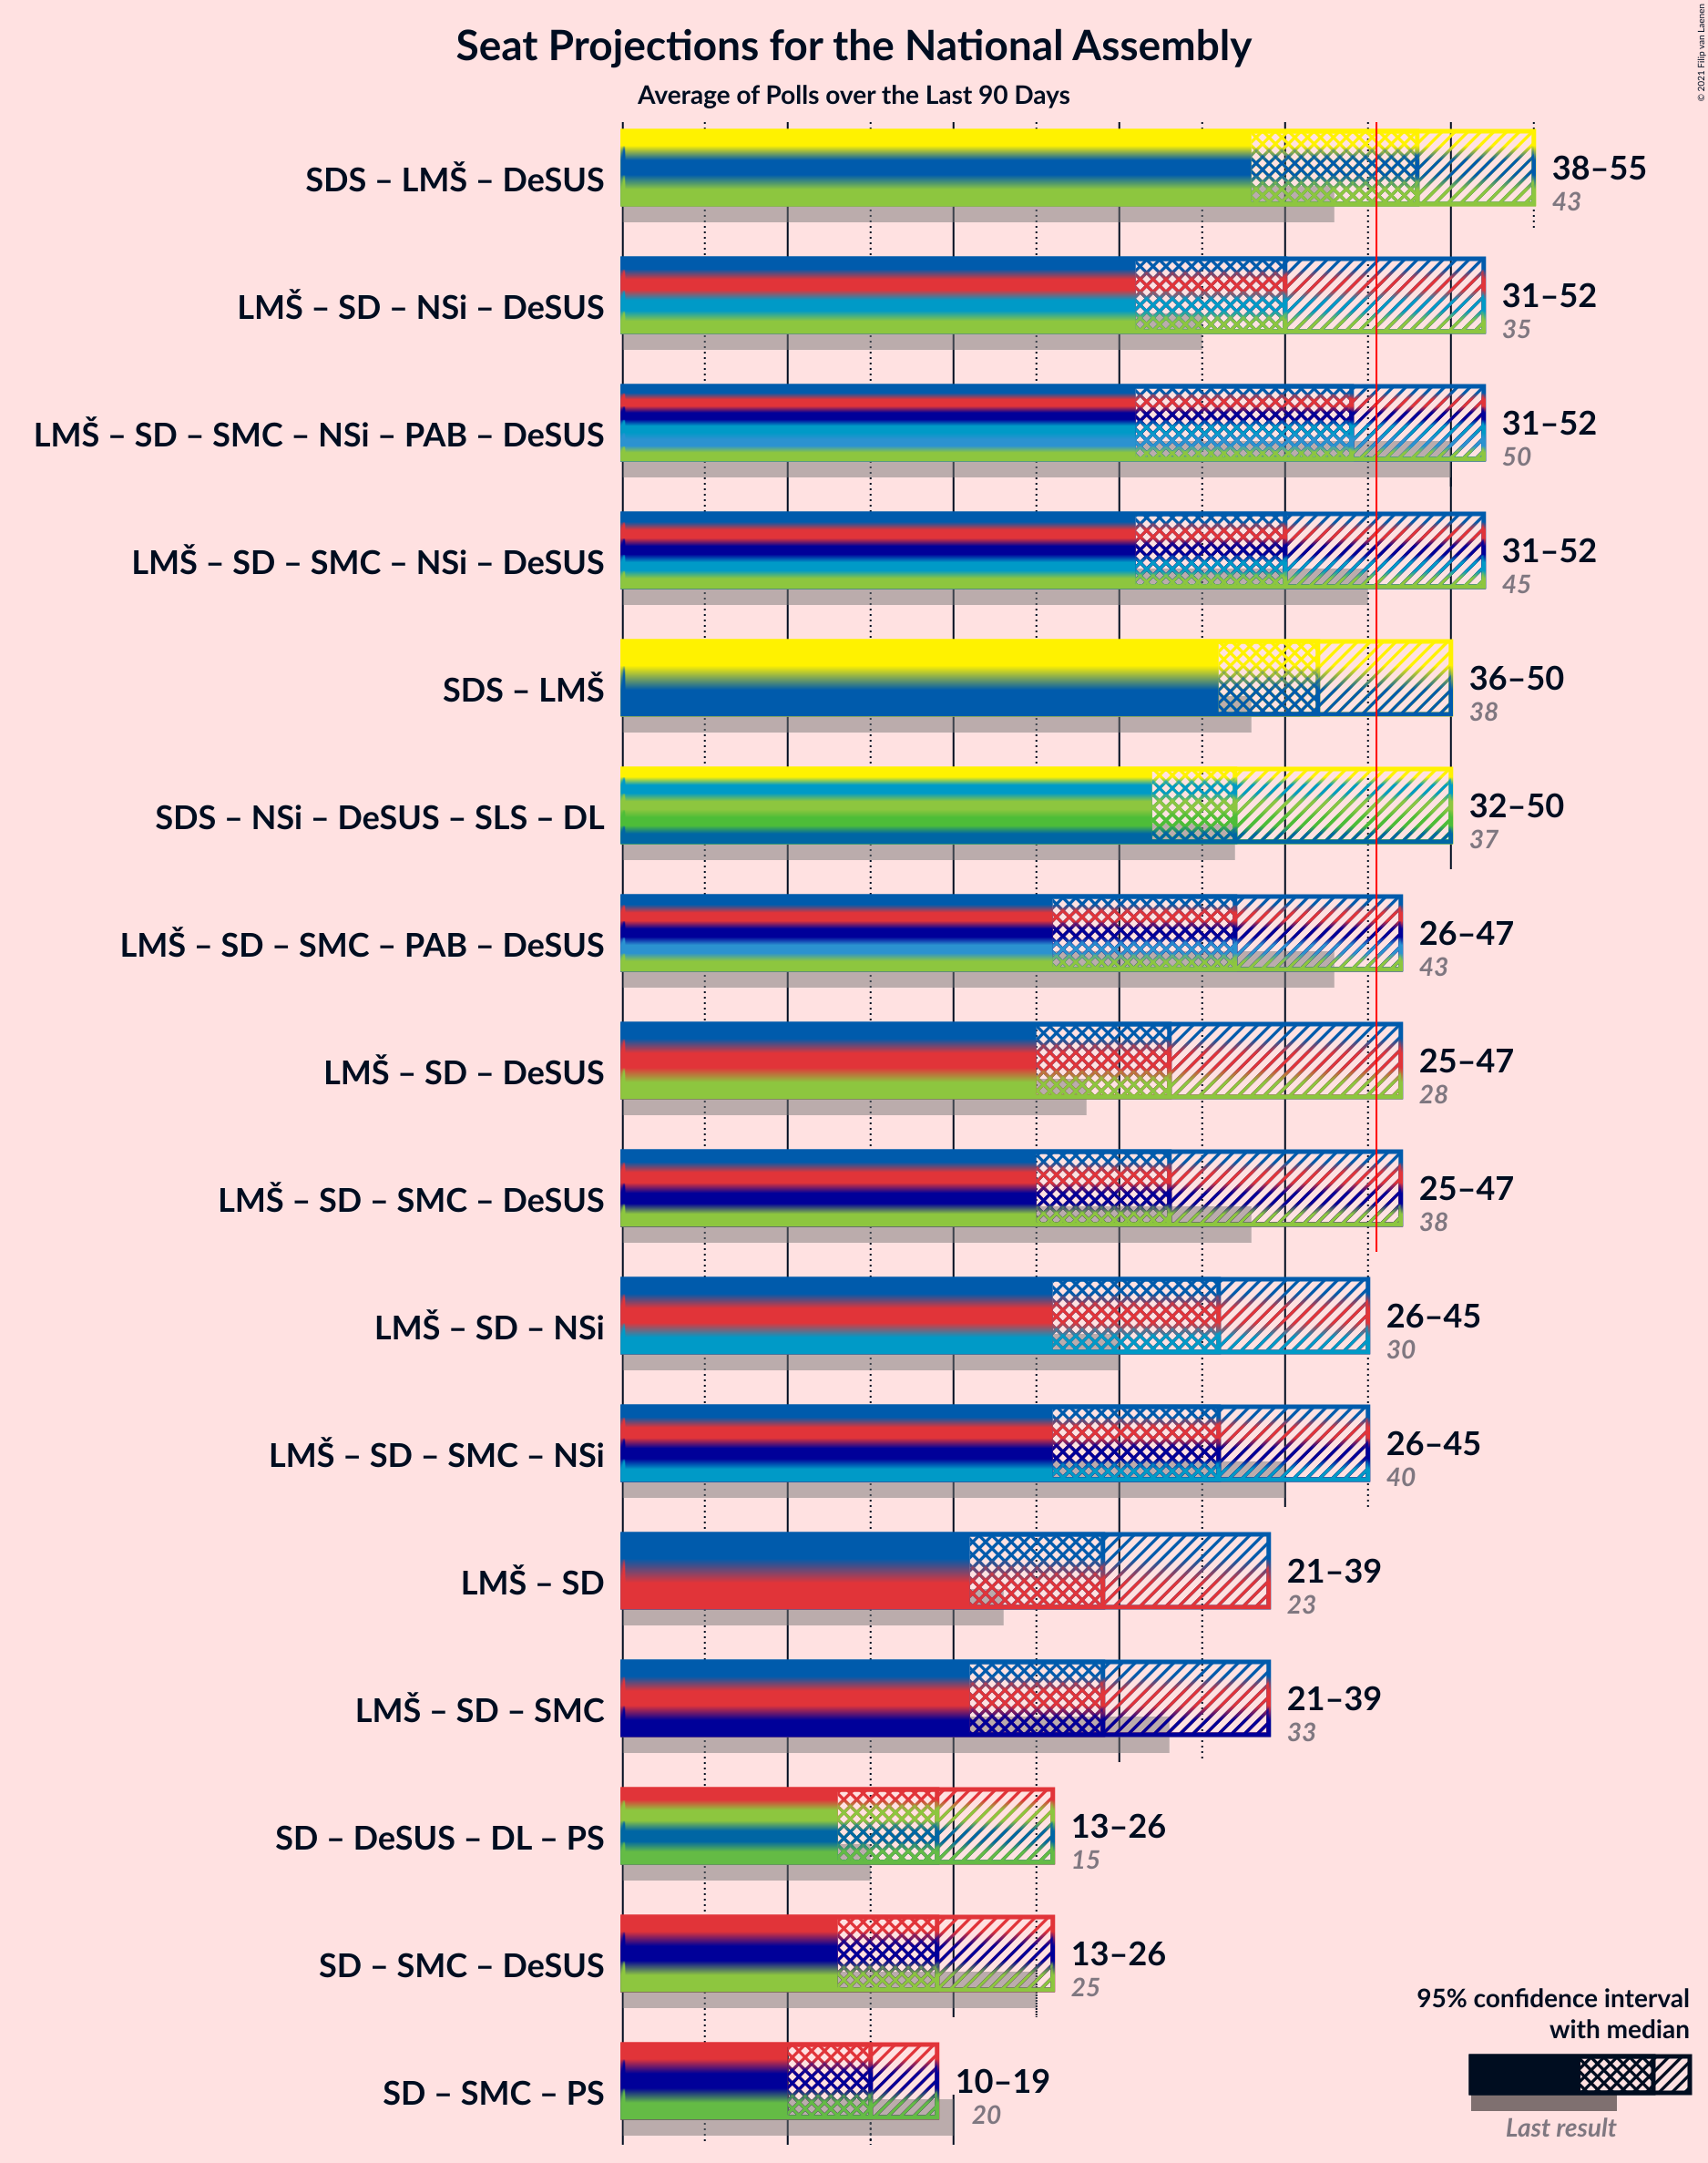 Seat Projections for the National Assembly
Average of Polls over the Last 90 Days
© 2021 Filip van Laenen
SDS – LMŠ – DeSUS
38–55
43
LMŠ – SD – NSi – DeSUS
31–52
35
LMŠ – SD – SMC – NSi – PAB – DeSUS
31–52
50
LMŠ – SD – SMC – NSi – DeSUS
31–52
45
SDS – LMŠ
36–50
38
SDS – NSi – DeSUS – SLS – DL
32–50
37
LMŠ – SD – SMC – PAB – DeSUS
26–47
43
LMŠ – SD – DeSUS
25–47
28
LMŠ – SD – SMC – DeSUS
25–47
38
LMŠ – SD – NSi
26–45
30
LMŠ – SD – SMC – NSi
26–45
40
LMŠ – SD
21–39
23
LMŠ – SD – SMC
21–39
33
SD – DeSUS – DL – PS
13–26
15
SD – SMC – DeSUS
13–26
25
SD – SMC – PS
10–19
20
95% confidence interval
with median
Last result